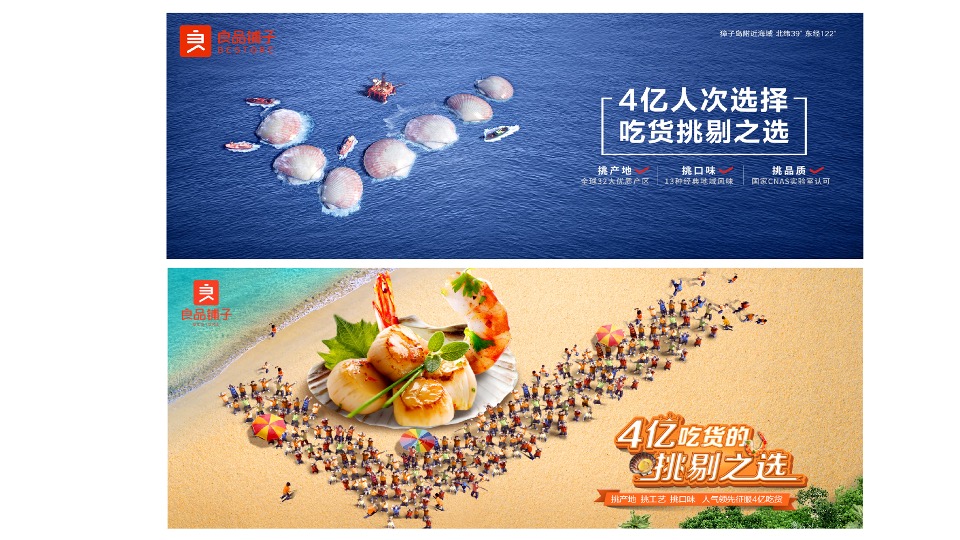 良品铺子
BESTORE
獐子岛附近海域 北纬39° 东经122°
4亿人次选择
吃货挑剔之选
挑产地 挑口味 挑品质
全球32大优质产区 13种经典地域风味 国家CNAS实验室认可
良品铺子
4亿吃货的
挑剔之选
挑产地 挑工艺 挑口味 人气领先征服4亿吃货